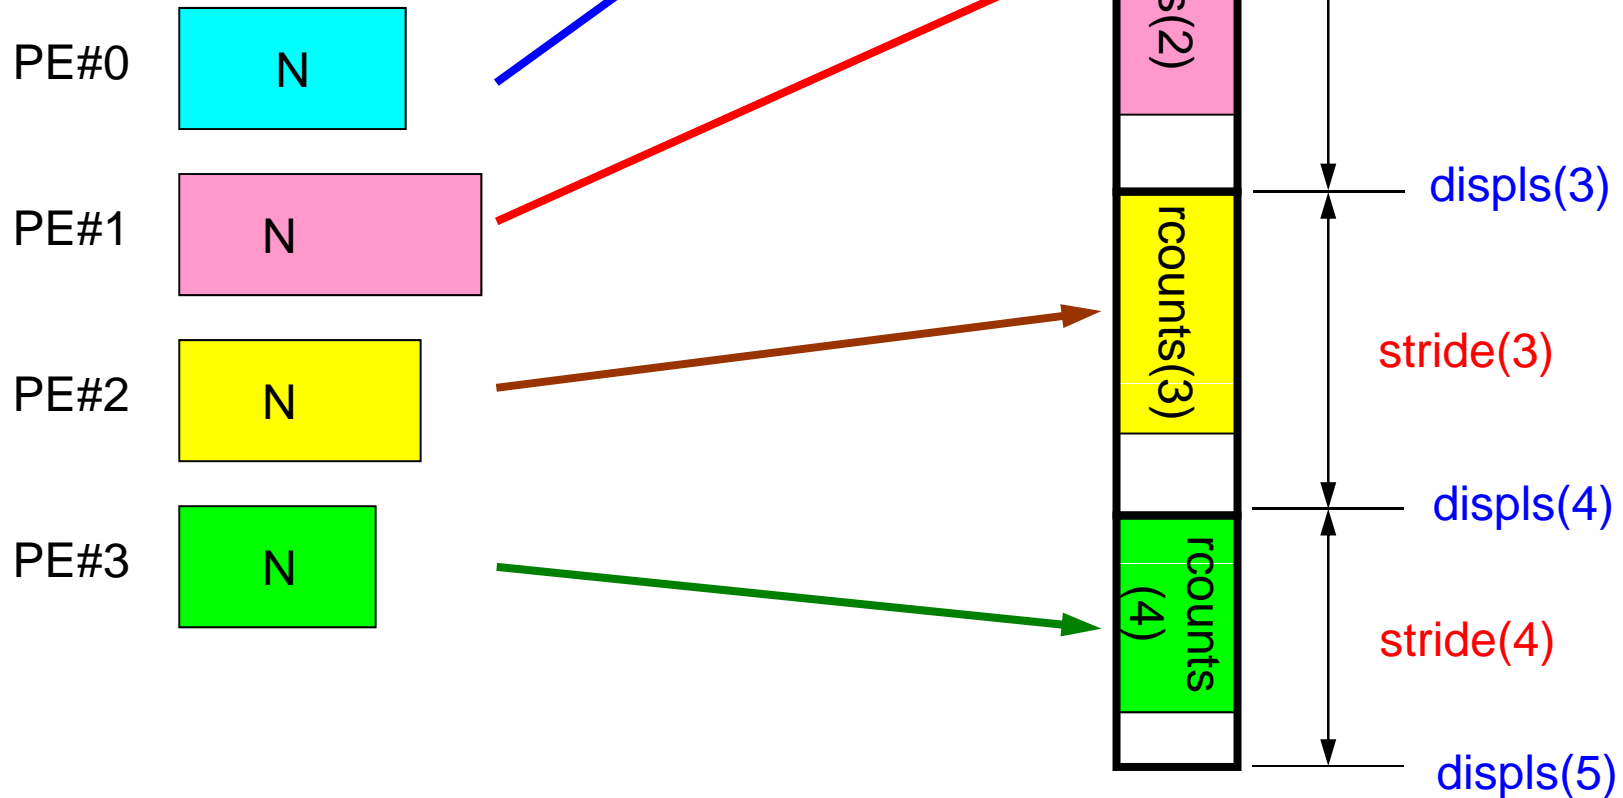 PE#0
N
PE#1
N
PE#2
N
PE#3
N
s(2)
rcounts(3)
rcounts
(4)
displs(3)
stride(3)
displs(4)
stride(4)
displs(5)